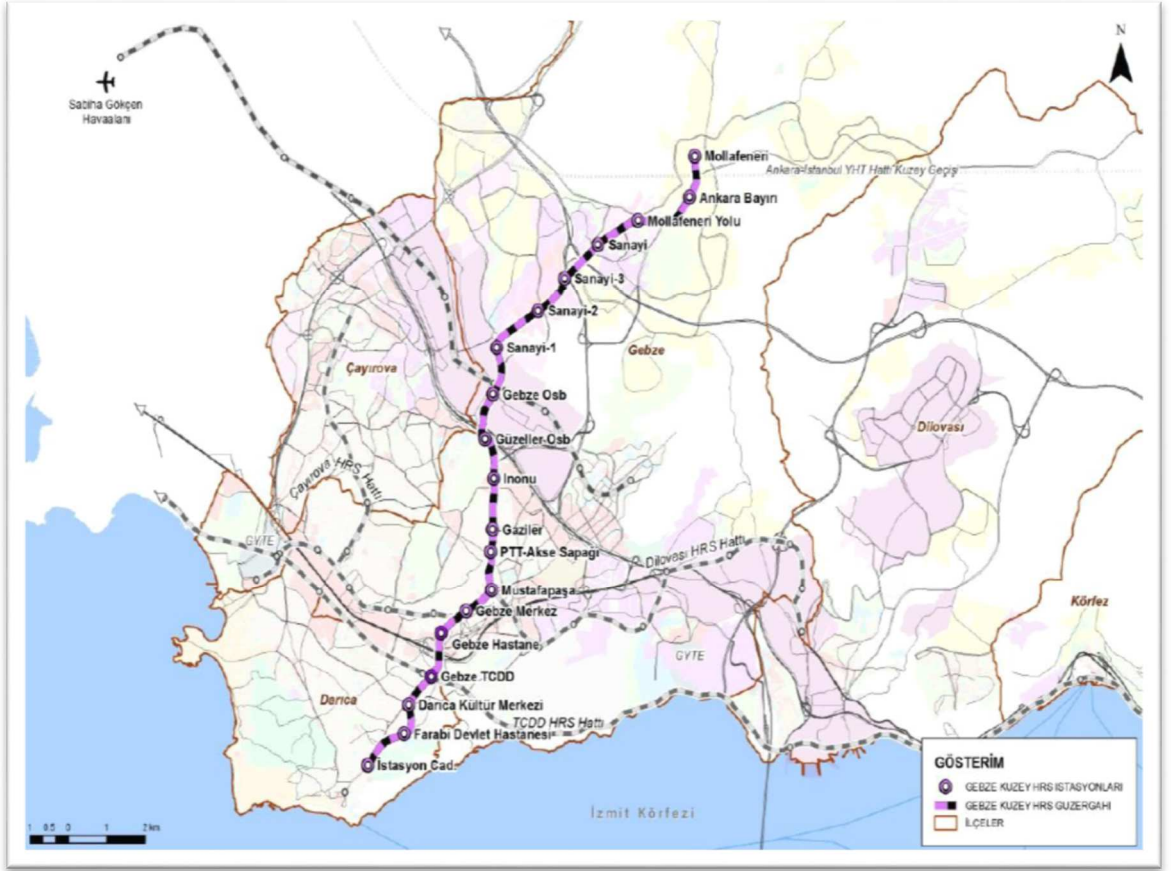 N
Sabiha Gökçen
Havaalanı
Mollafeneri
Ankara-İstanbul YHT Hattı Kuzey Geçişi
Ankara Bayırı
Mollafeneri Yolu
Sanayi
Sanayi-3
Sanayi-2
Sanayi-1
Gebze
Çayırova
Gebze Osb
Dilovası
Güzeller Osb
Inonu
Çayırova HRS Hattı
Gaziler
GYTE
PTT-Akse Sapağı
Dilovası HRS Hattı
Mustafapaşa
Gebze Merkez
Körfez
Gebze Hastane
GYTE
Gebze TCDD
Darıca
Darıca Kültür Merkezi
TCDD HRS Hattı
Farabi Devlet Hastanesi
İstasyon Cad.
İzmit Körfezi
GÖSTERİM
GEBZE KUZEY HRS İSTASYONLARI
GEBZE KUZEY HRS GÜZERGAHI
İLÇELER
1 0.5 0 1 2 km